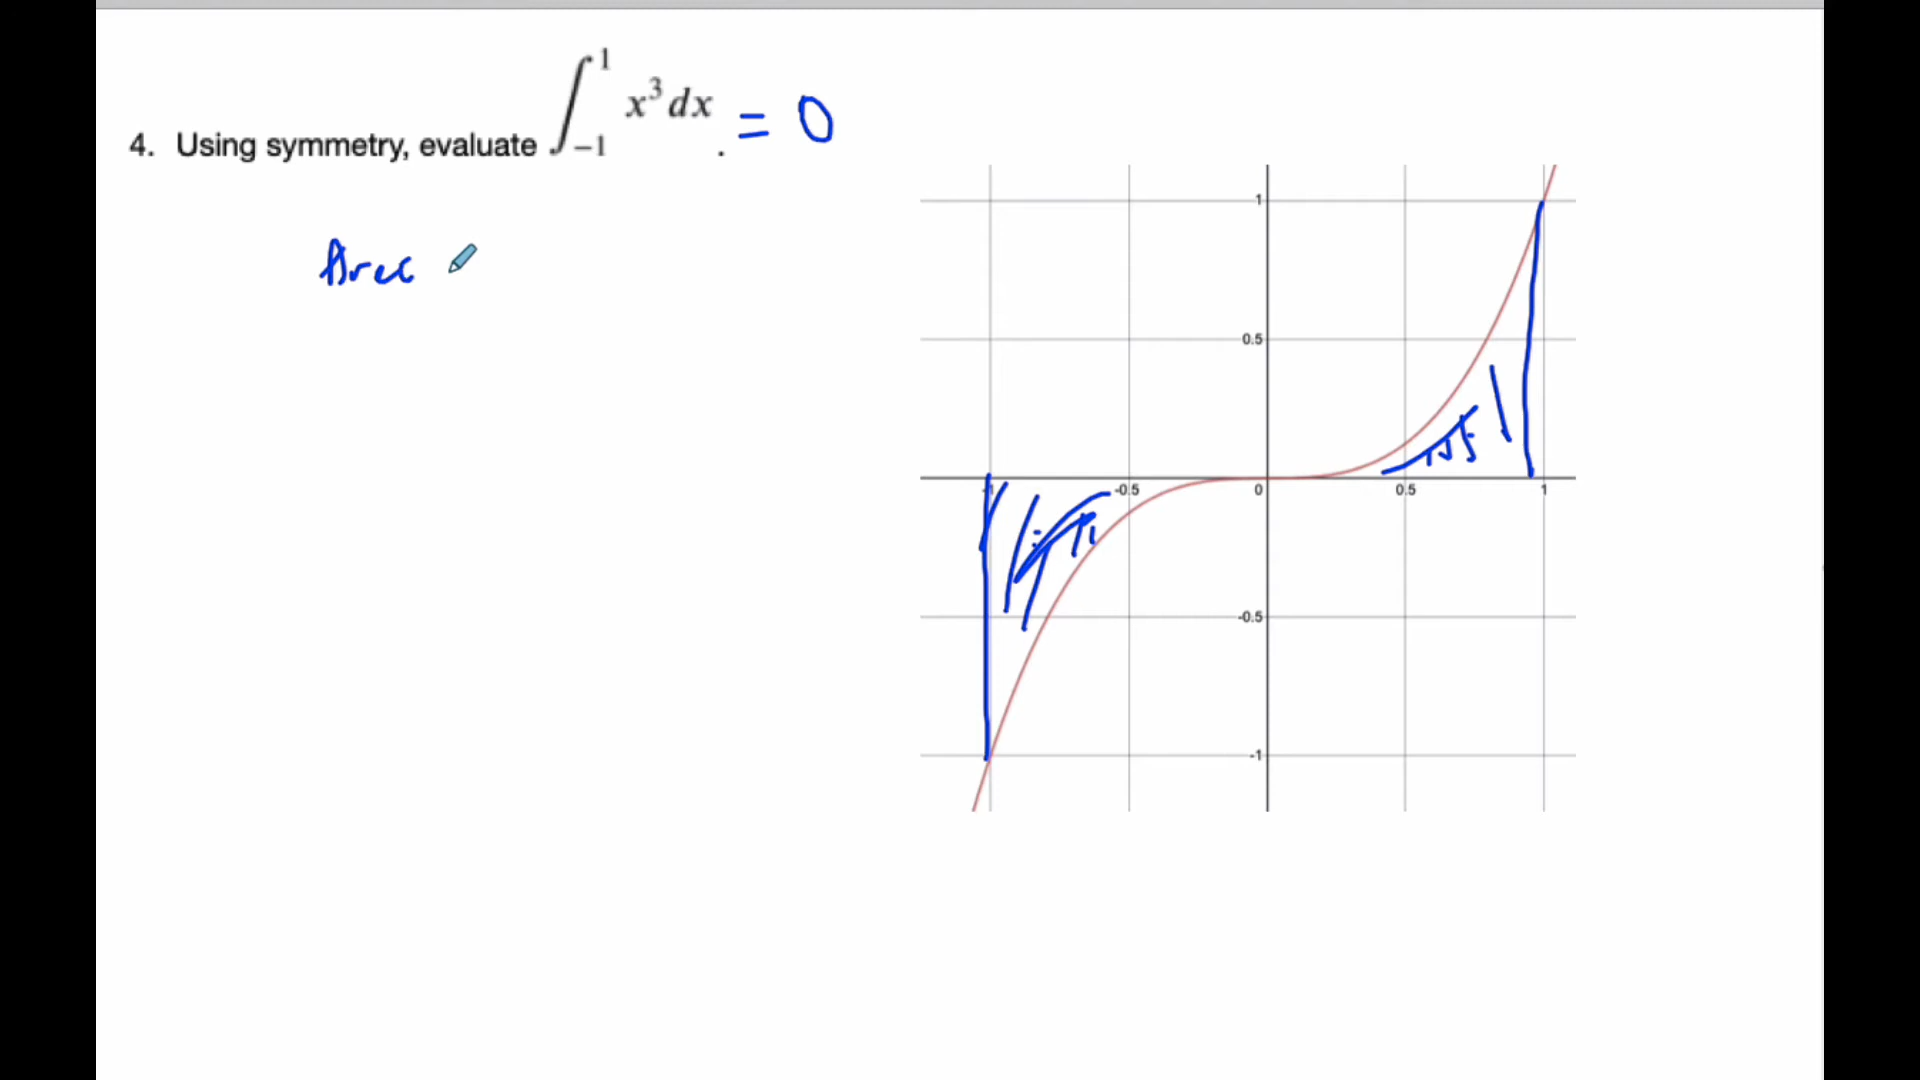 4. Using symmetry, evaluate ∫_{-1}^{1} x³ dx . = 0
Area
1
0.5
-1 -0.5 0 0.5 1
-0.5
-1